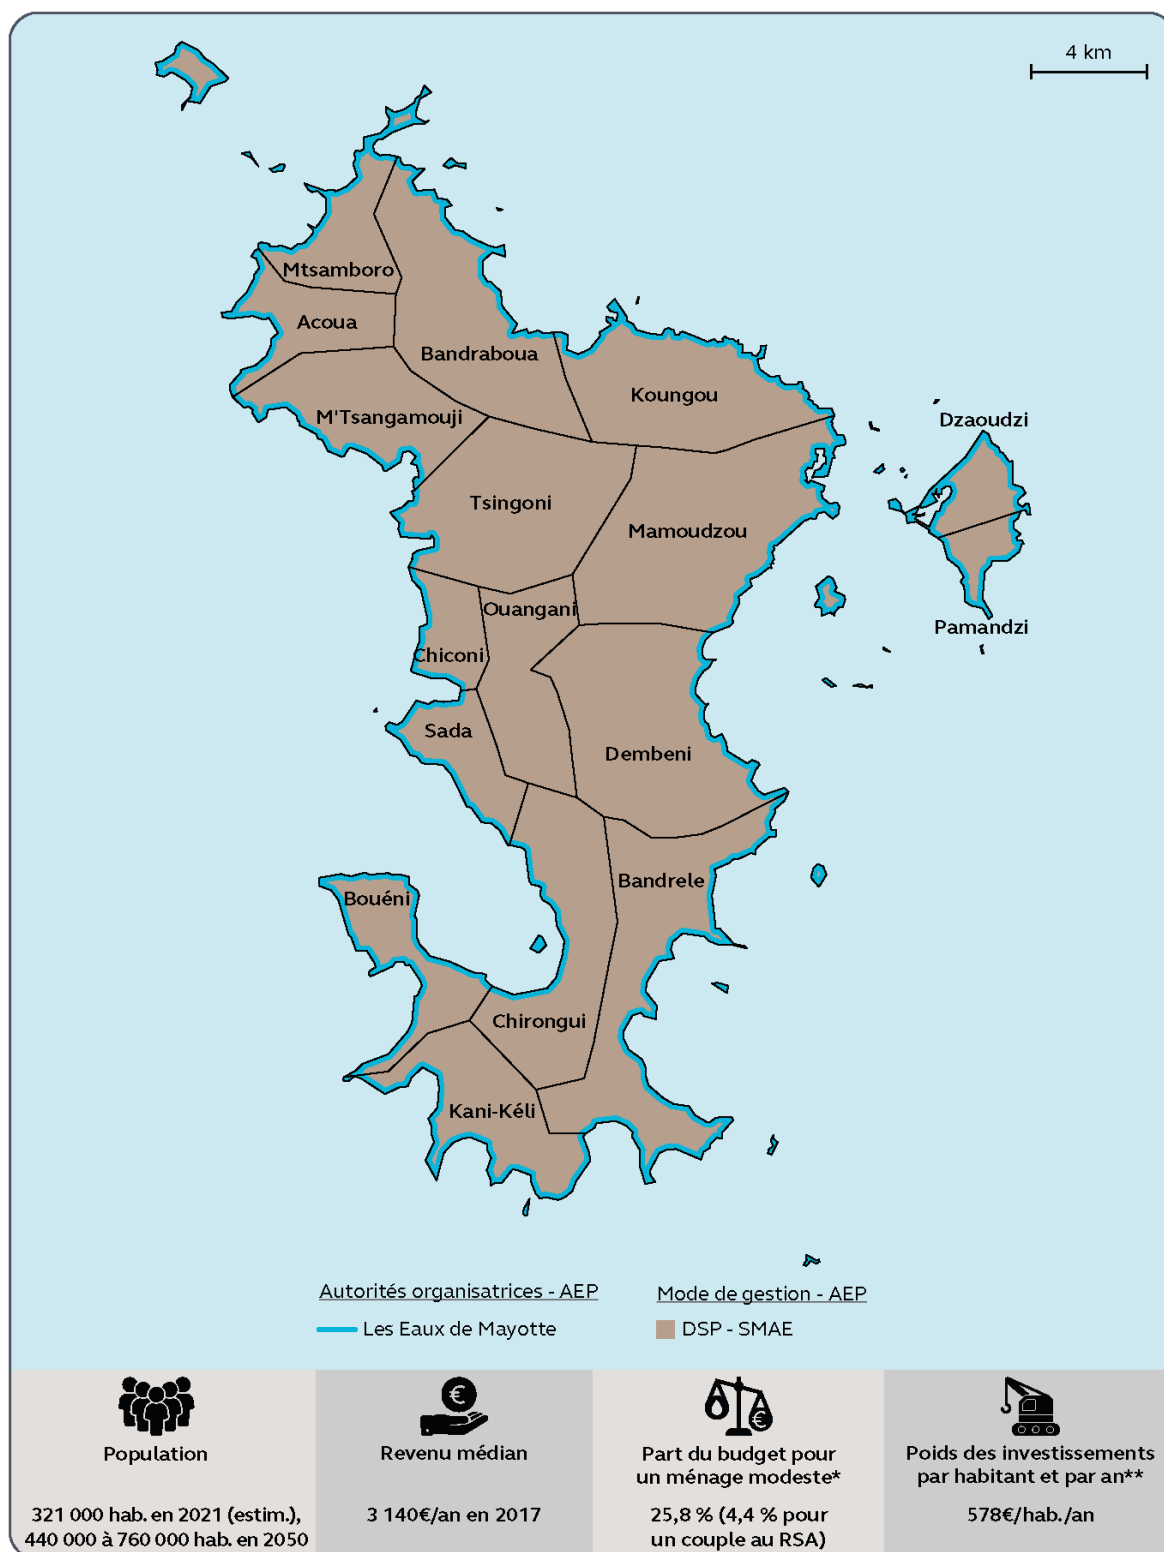 4 km
Mtsamboro
Acoua
Bandraboua
Koungou
M'Tsangamouji
Dzaoudzi
Tsingoni
Mamoudzou
Ouangani
Pamandzi
Chiconi
Sada
Dembeni
Bandrele
Bouéni
Chirongui
Kani-Kéli
Autorités organisatrices - AEP
Les Eaux de Mayotte
Mode de gestion - AEP
DSP - SMAE
Population
321 000 hab. en 2021 (estim.),
440 000 à 760 000 hab. en 2050
Revenu médian
3 140€/an en 2017
Part du budget pour
un ménage modeste*
25,8 % (4,4 % pour
un couple au RSA)
Poids des investissements
par habitant et par an**
578€/hab./an